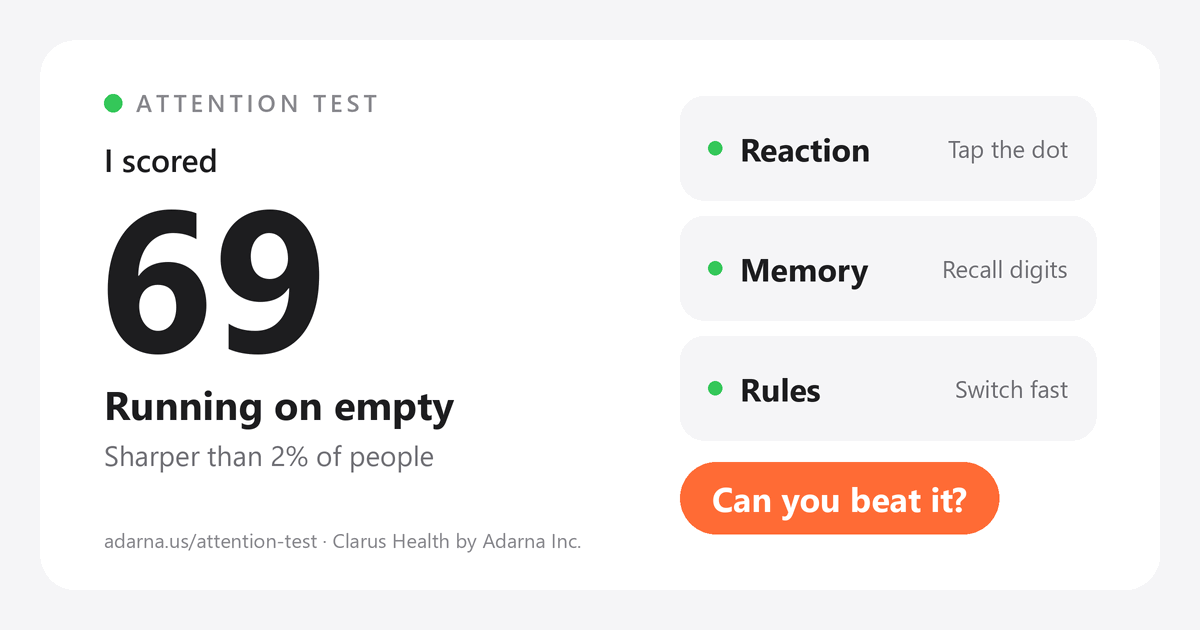 ATTENTION TEST
I scored
69
Running on empty
Sharper than 2% of people
adarna.us/attention-test · Clarus Health by Adarna Inc.
Reaction Tap the dot
Memory Recall digits
Rules Switch fast
Can you beat it?